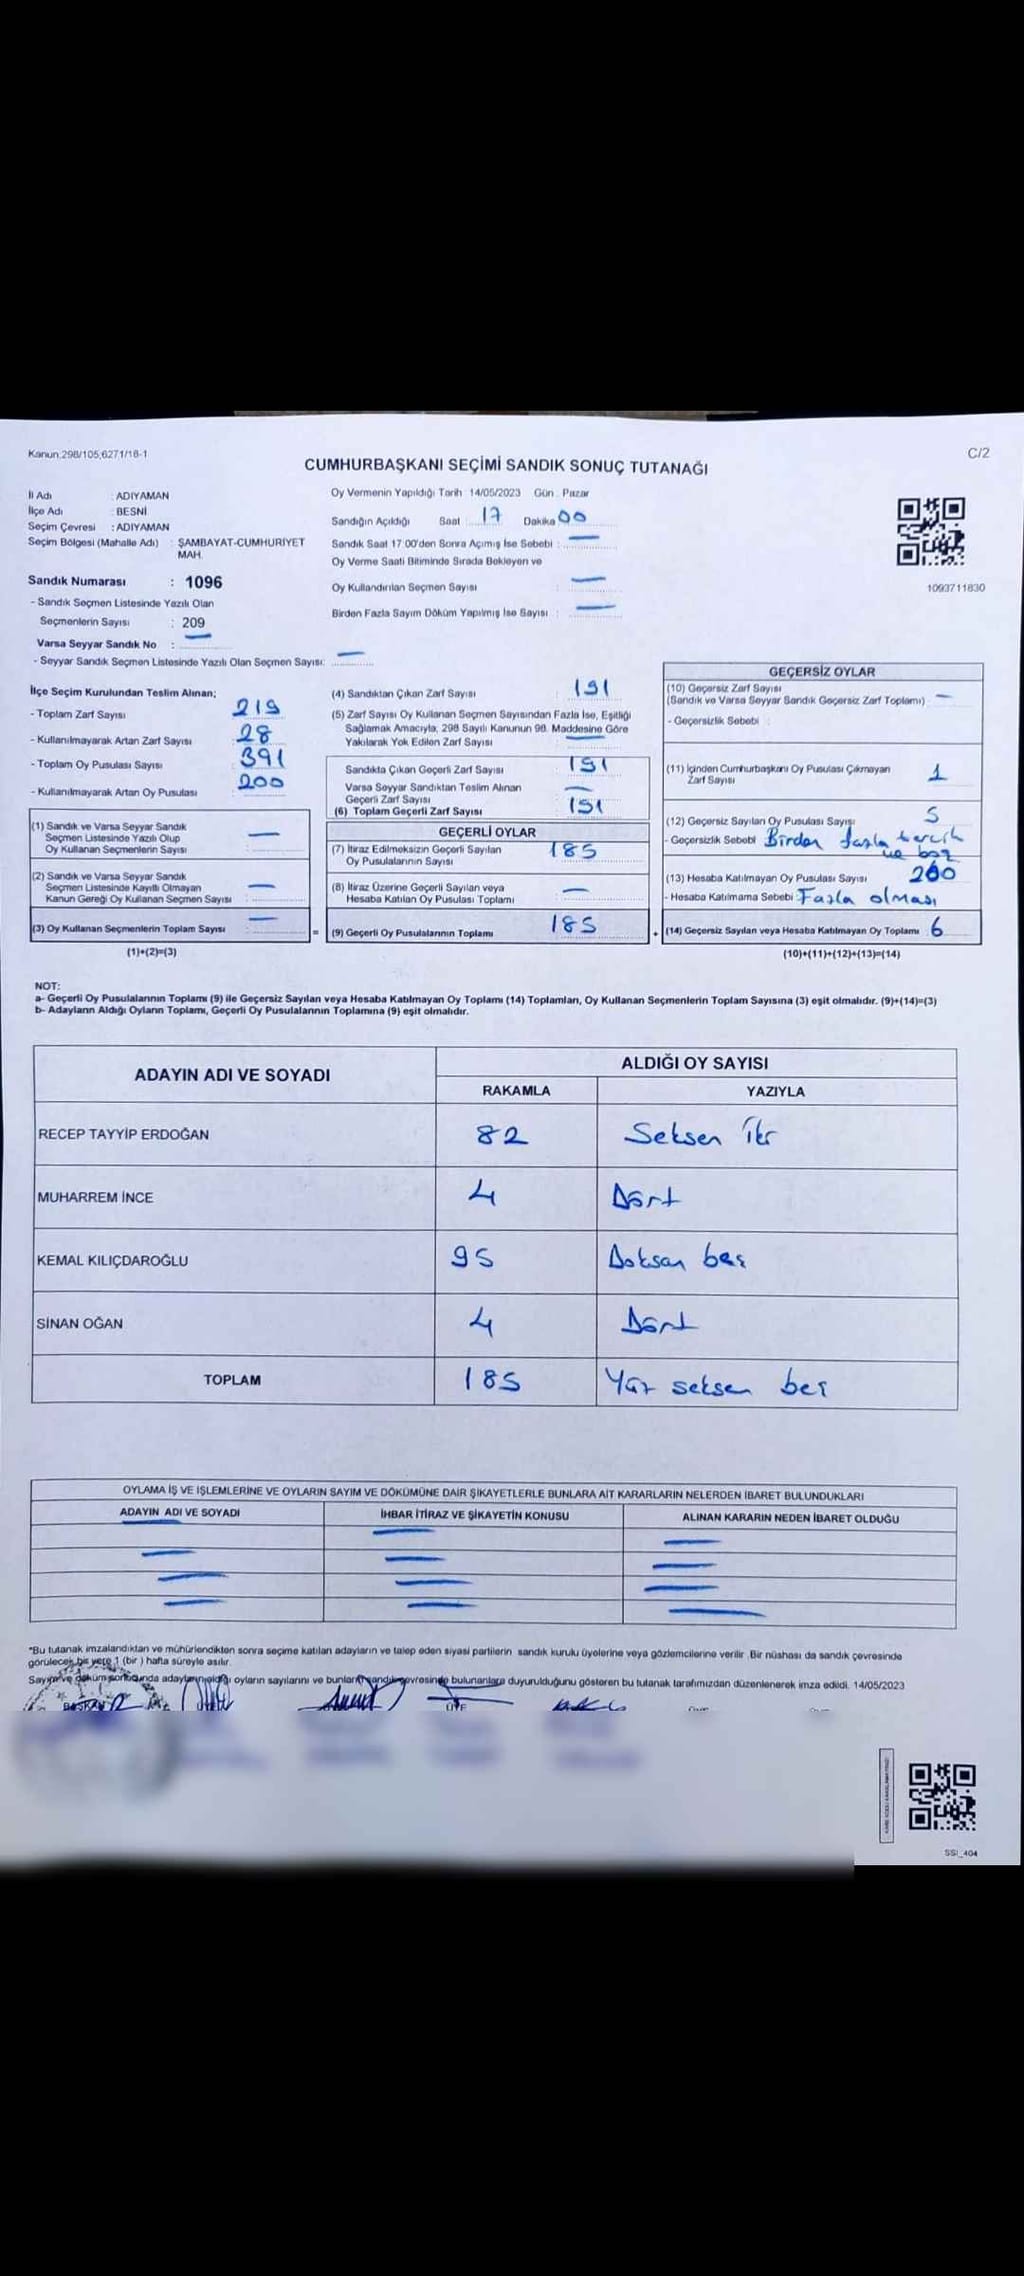 Kanun 298/105,6271/18-1
C/2
CUMHURBAŞKANI SEÇİMİ SANDIK SONUÇ TUTANAĞI
İl Adı : ADIYAMAN
İlçe Adı : BESNİ
Seçim Çevresi : ADIYAMAN
Seçim Bölgesi (Mahalle Adı) : ŞAMBAYAT-CUMHURİYET
MAH.
Sandık Numarası : 1096
- Sandık Seçmen Listesinde Yazılı Olan
Seçmenlerin Sayısı : 209
Varsa Seyyar Sandık No : —
- Seyyar Sandık Seçmen Listesinde Yazılı Olan Seçmen Sayısı: —
Oy Vermenin Yapıldığı Tarih 14/05/2023 Gün : Pazar
Sandığın Açıldığı Saat 17 Dakika 00
Sandık Saat 17 00'den Sonra Açımış İse Sebebi : —
Oy Verme Saati Bitiminde Sırada Bekleyen ve
Oy Kullandırılan Seçmen Sayısı : —
Birden Fazla Sayım Döküm Yapılmış İse Sayısı : —
1093711830
İlçe Seçim Kurulundan Teslim Alınan;
- Toplam Zarf Sayısı : 219
- Kullanılmayarak Artan Zarf Sayısı : 28
- Toplam Oy Pusulası Sayısı : 391
- Kullanılmayarak Artan Oy Pusulası : 200
(1) Sandık ve Varsa Seyyar Sandık
Seçmen Listesinde Yazılı Olup
Oy Kullanan Seçmenlerin Sayısı : —
(2) Sandık ve Varsa Seyyar Sandık
Seçmen Listesinde Kayıtlı Olmayan
Kanun Gereği Oy Kullanan Seçmen Sayısı : —
(3) Oy Kullanan Seçmenlerin Toplam Sayısı : —
(1)+(2)=(3)
(4) Sandıktan Çıkan Zarf Sayısı : 191
(5) Zarf Sayısı Oy Kullanan Seçmen Sayısından Fazla İse, Eşitliği
Sağlamak Amacıyla, 298 Sayılı Kanunun 98. Maddesine Göre
Yakılarak Yok Edilen Zarf Sayısı : —
Sandıkta Çıkan Geçerli Zarf Sayısı : 191
Varsa Seyyar Sandıktan Teslim Alınan
Geçerli Zarf Sayısı : —
(6) Toplam Geçerli Zarf Sayısı : 191
GEÇERLİ OYLAR
(7) İtiraz Edilmeksizin Geçerli Sayılan
Oy Pusulalarının Sayısı : 185
(8) İtiraz Üzerine Geçerli Sayılan veya
Hesaba Katılan Oy Pusulası Toplamı : —
= (9) Geçerli Oy Pusulalarının Toplamı : 185
GEÇERSİZ OYLAR
(10) Geçersiz Zarf Sayısı
(Sandık ve Varsa Seyyar Sandık Geçersiz Zarf Toplamı) : —
- Geçersizlik Sebebi :
(11) İçinden Cumhurbaşkanı Oy Pusulası Çıkmayan
Zarf Sayısı : 1
(12) Geçersiz Sayılan Oy Pusulası Sayısı : 5
- Geçersizlik Sebebi Birden fazla tercih
ve boş
(13) Hesaba Katılmayan Oy Pusulası Sayısı : 200
- Hesaba Katılmama Sebebi : Fazla olması
+ (14) Geçersiz Sayılan veya Hesaba Katılmayan Oy Toplamı : 6
(10)+(11)+(12)+(13)=(14)
NOT:
a- Geçerli Oy Pusulalarının Toplamı (9) ile Geçersiz Sayılan veya Hesaba Katılmayan Oy Toplamı (14) Toplamları, Oy Kullanan Seçmenlerin Toplam Sayısına (3) eşit olmalıdır. (9)+(14)=(3)
b- Adayların Aldığı Oyların Toplamı, Geçerli Oy Pusulalarının Toplamına (9) eşit olmalıdır.
ADAYIN ADI VE SOYADI ALDIĞI OY SAYISI
RAKAMLA YAZIYLA
RECEP TAYYİP ERDOĞAN 82 Seksen İki
MUHARREM İNCE 4 Dört
KEMAL KILIÇDAROĞLU 95 Doksan beş
SİNAN OĞAN 4 Dört
TOPLAM 185 Yüz seksen beş
OYLAMA İŞ VE İŞLEMLERİNE VE OYLARIN SAYIM VE DÖKÜMÜNE DAİR ŞİKAYETLERLE BUNLARA AİT KARARLARIN NELERDEN İBARET BULUNDUKLARI
ADAYIN ADI VE SOYADI İHBAR İTİRAZ VE ŞİKAYETİN KONUSU ALINAN KARARIN NEDEN İBARET OLDUĞU
*Bu tutanak imzalandıktan ve mühürlendikten sonra seçime katılan adayların ve talep eden siyasi partilerin sandık kurulu üyelerine veya gözlemcilerine verilir. Bir nüshası da sandık çevresinde
görülecek bir yere 1 (bir ) hafta süreyle asılır.
Sayım ve döküm sonucunda adayların aldığı oyların sayılarını ve bunların sandık çevresinde bulunanlara duyurulduğunu gösteren bu tutanak tarafımızdan düzenlenerek imza edildi. 14/05/2023
BAŞKAN ÜYE
SSI_404